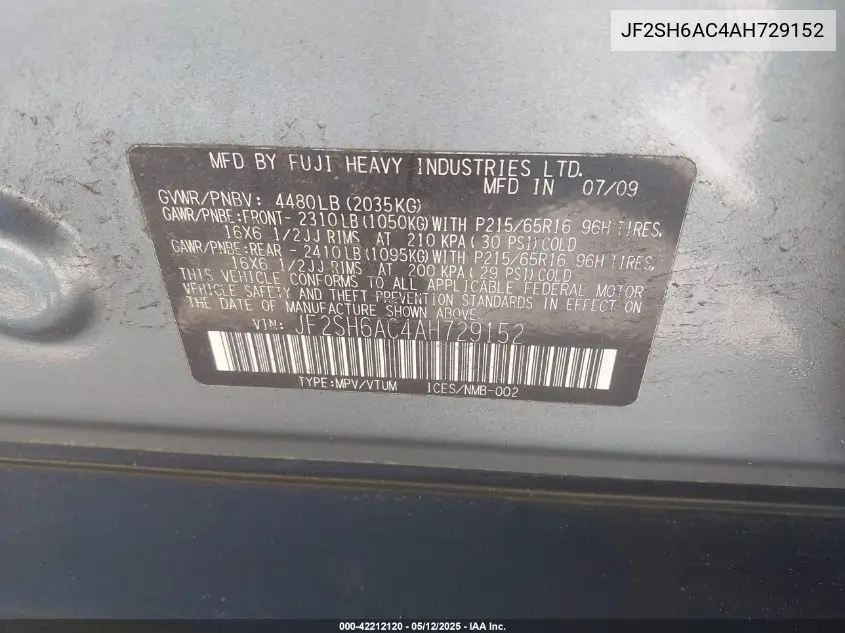 JF2SH6AC4AH729152
MFD BY FUJI HEAVY INDUSTRIES LTD.
MFD IN 07/09
GVWR/PNBV: 4480LB (2035KG)
GAWR/PNBE:FRONT- 2310LB(1050KG)WITH P215/65R16 96H TIRES,
16X6 1/2JJ RIMS AT 210 KPA( 30 PSI)COLD
GAWR/PNBE:REAR - 2410LB(1095KG)WITH P215/65R16 96H TIRES,
16X6 1/2JJ RIMS AT 200 KPA( 29 PSI)COLD
THIS VEHICLE CONFORMS TO ALL APPLICABLE FEDERAL MOTOR
VEHICLE SAFETY AND THEFT PREVENTION STANDARDS IN EFFECT ON
THE DATE OF MANUFACTURE SHOWN ABOVE.
VIN: JF2SH6AC4AH729152
TYPE:MPV/VTUM ICES/NMB-002
000-42212120 - 05/12/2025 - IAA Inc.